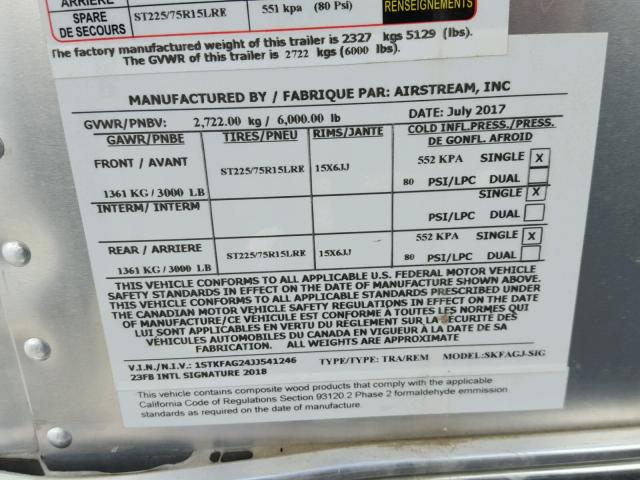 ARRIERE
SPARE
DE SECOURS
ST225/75R15LRE
551 kpa (80 Psi)
RENSEIGNEMENTS
The factory manufactured weight of this trailer is 2327 kgs 5129 (lbs).
The GVWR of this trailer is 2722 kgs (6000 lbs).
MANUFACTURED BY / FABRIQUE PAR: AIRSTREAM, INC
GVWR/PNBV: 2,722.00 kg / 6,000.00 lb DATE: July 2017
GAWR/PNBE TIRES/PNEU RIMS/JANTE COLD INFL.PRESS./PRESS.
DE GONFL. AFROID
FRONT / AVANT ST225/75R15LRE 15X6JJ 552 KPA SINGLE X
1361 KG / 3000 LB 80 PSI/LPC DUAL
INTERM/ INTERM SINGLE X
PSI/LPC DUAL
REAR / ARRIERE ST225/75R15LRE 15X6JJ 552 KPA SINGLE X
1361 KG / 3000 LB 80 PSI/LPC DUAL
THIS VEHICLE CONFORMS TO ALL APPLICABLE U.S. FEDERAL MOTOR VEHICLE
SAFETY STANDARDS IN EFFECT ON THE DATE OF MANUFACTURE SHOWN ABOVE.
THIS VEHICLE CONFORMS TO ALL APPLICABLE STANDARDS PRESCRIBED UNDER
THE CANADIAN MOTOR VEHICLE SAFETY REGULATIONS IN EFFECT ON THE DATE
OF MANUFACTURE/CE VÉHICULE EST CONFORME À TOUTES LES NORMES QUI
LUI SONT APPLICABLES EN VERTU DU RÈGLEMENT SUR LA SÉCURITÉ DES
VÉHICULES AUTOMOBILES DU CANADA EN VIGUEUR À LA DATE DE SA
FABRICATION. ALL WEIGHTS ARE APPROXIMATE
V.I.N./N.I.V.: 1STKFAG24JJ541246 TYPE/TYPE: TRA/REM MODEL:SKFAGJ-SIG
23FB INTL SIGNATURE 2018
This vehicle contains composite wood products that comply with the applicable
California Code of Regulations Section 93120.2 Phase 2 formaldehyde emmission
standards as required on the date of manufacture.